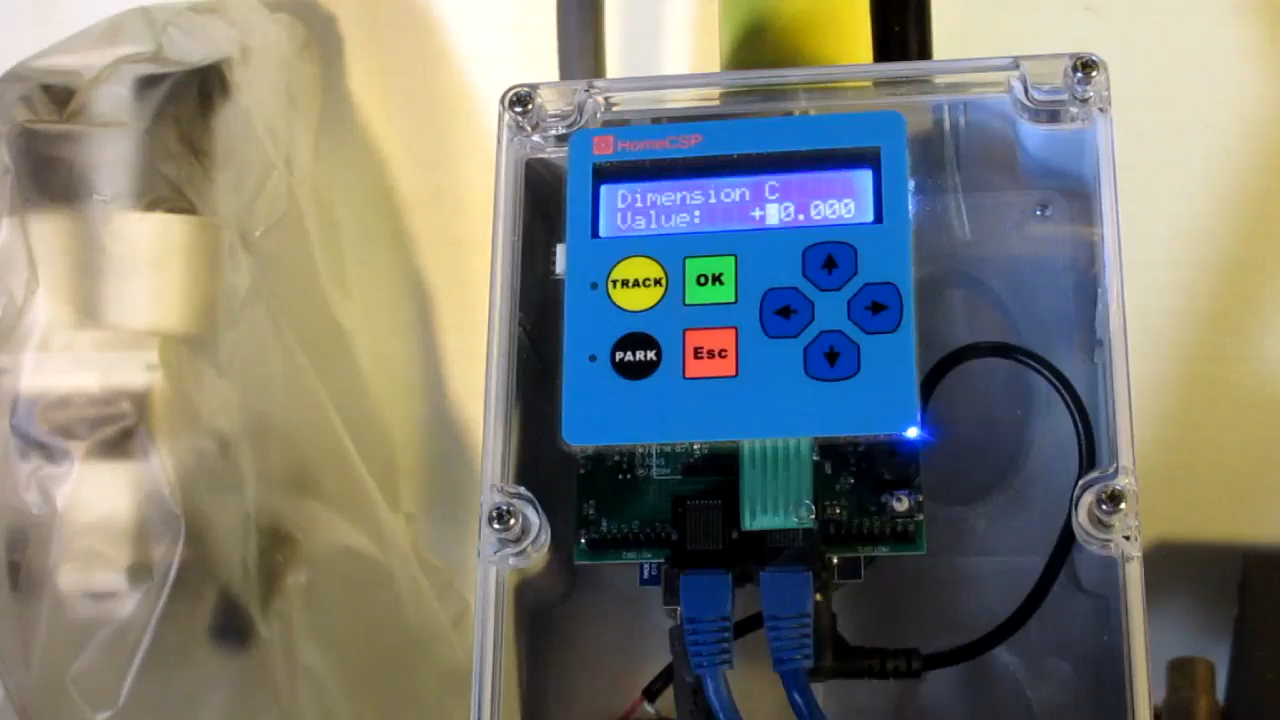 HomeCSP
Dimension C
Value: +0.000
TRACK
OK
PARK
Esc